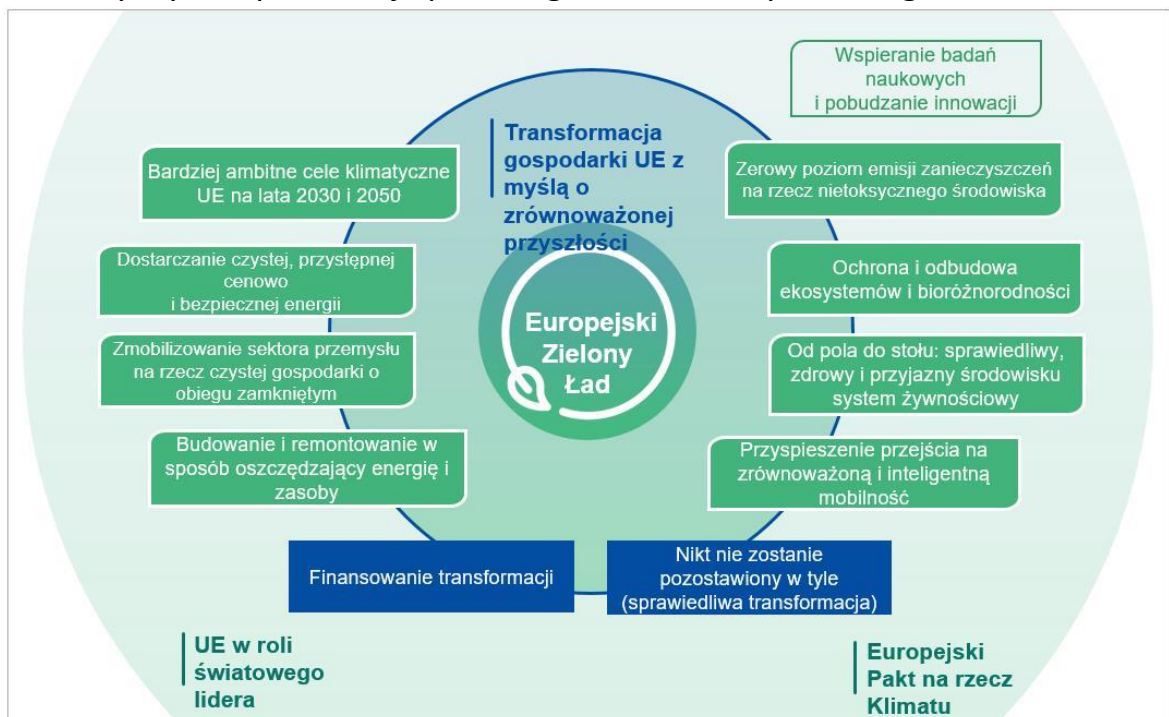 Wspieranie badań
naukowych
i pobudzanie innowacji
Transformacja
gospodarki UE z
myślą o
zrównoważonej
przyszłości
Bardziej ambitne cele klimatyczne
UE na lata 2030 i 2050
Zerowy poziom emisji zanieczyszczeń
na rzecz nietoksycznego środowiska
Dostarczanie czystej, przystępnej
cenowo
i bezpiecznej energii
Ochrona i odbudowa
ekosystemów i bioróżnorodności
Europejski
Zielony
Ład
Zmobilizowanie sektora przemysłu
na rzecz czystej gospodarki o
obiegu zamkniętym
Od pola do stołu: sprawiedliwy,
zdrowy i przyjazny środowisku
system żywnościowy
Budowanie i remontowanie w
sposób oszczędzający energię i
zasoby
Przyspieszenie przejścia na
zrównoważoną i inteligentną
mobilność
Finansowanie transformacji
Nikt nie zostanie
pozostawiony w tyle
(sprawiedliwa transformacja)
UE w roli
światowego
lidera
Europejski
Pakt na rzecz
Klimatu